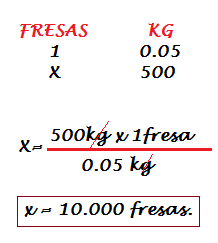 FRESAS KG
1 0.05
X 500
X= 500kg x 1fresa
0.05 kg
x = 10.000 fresas.